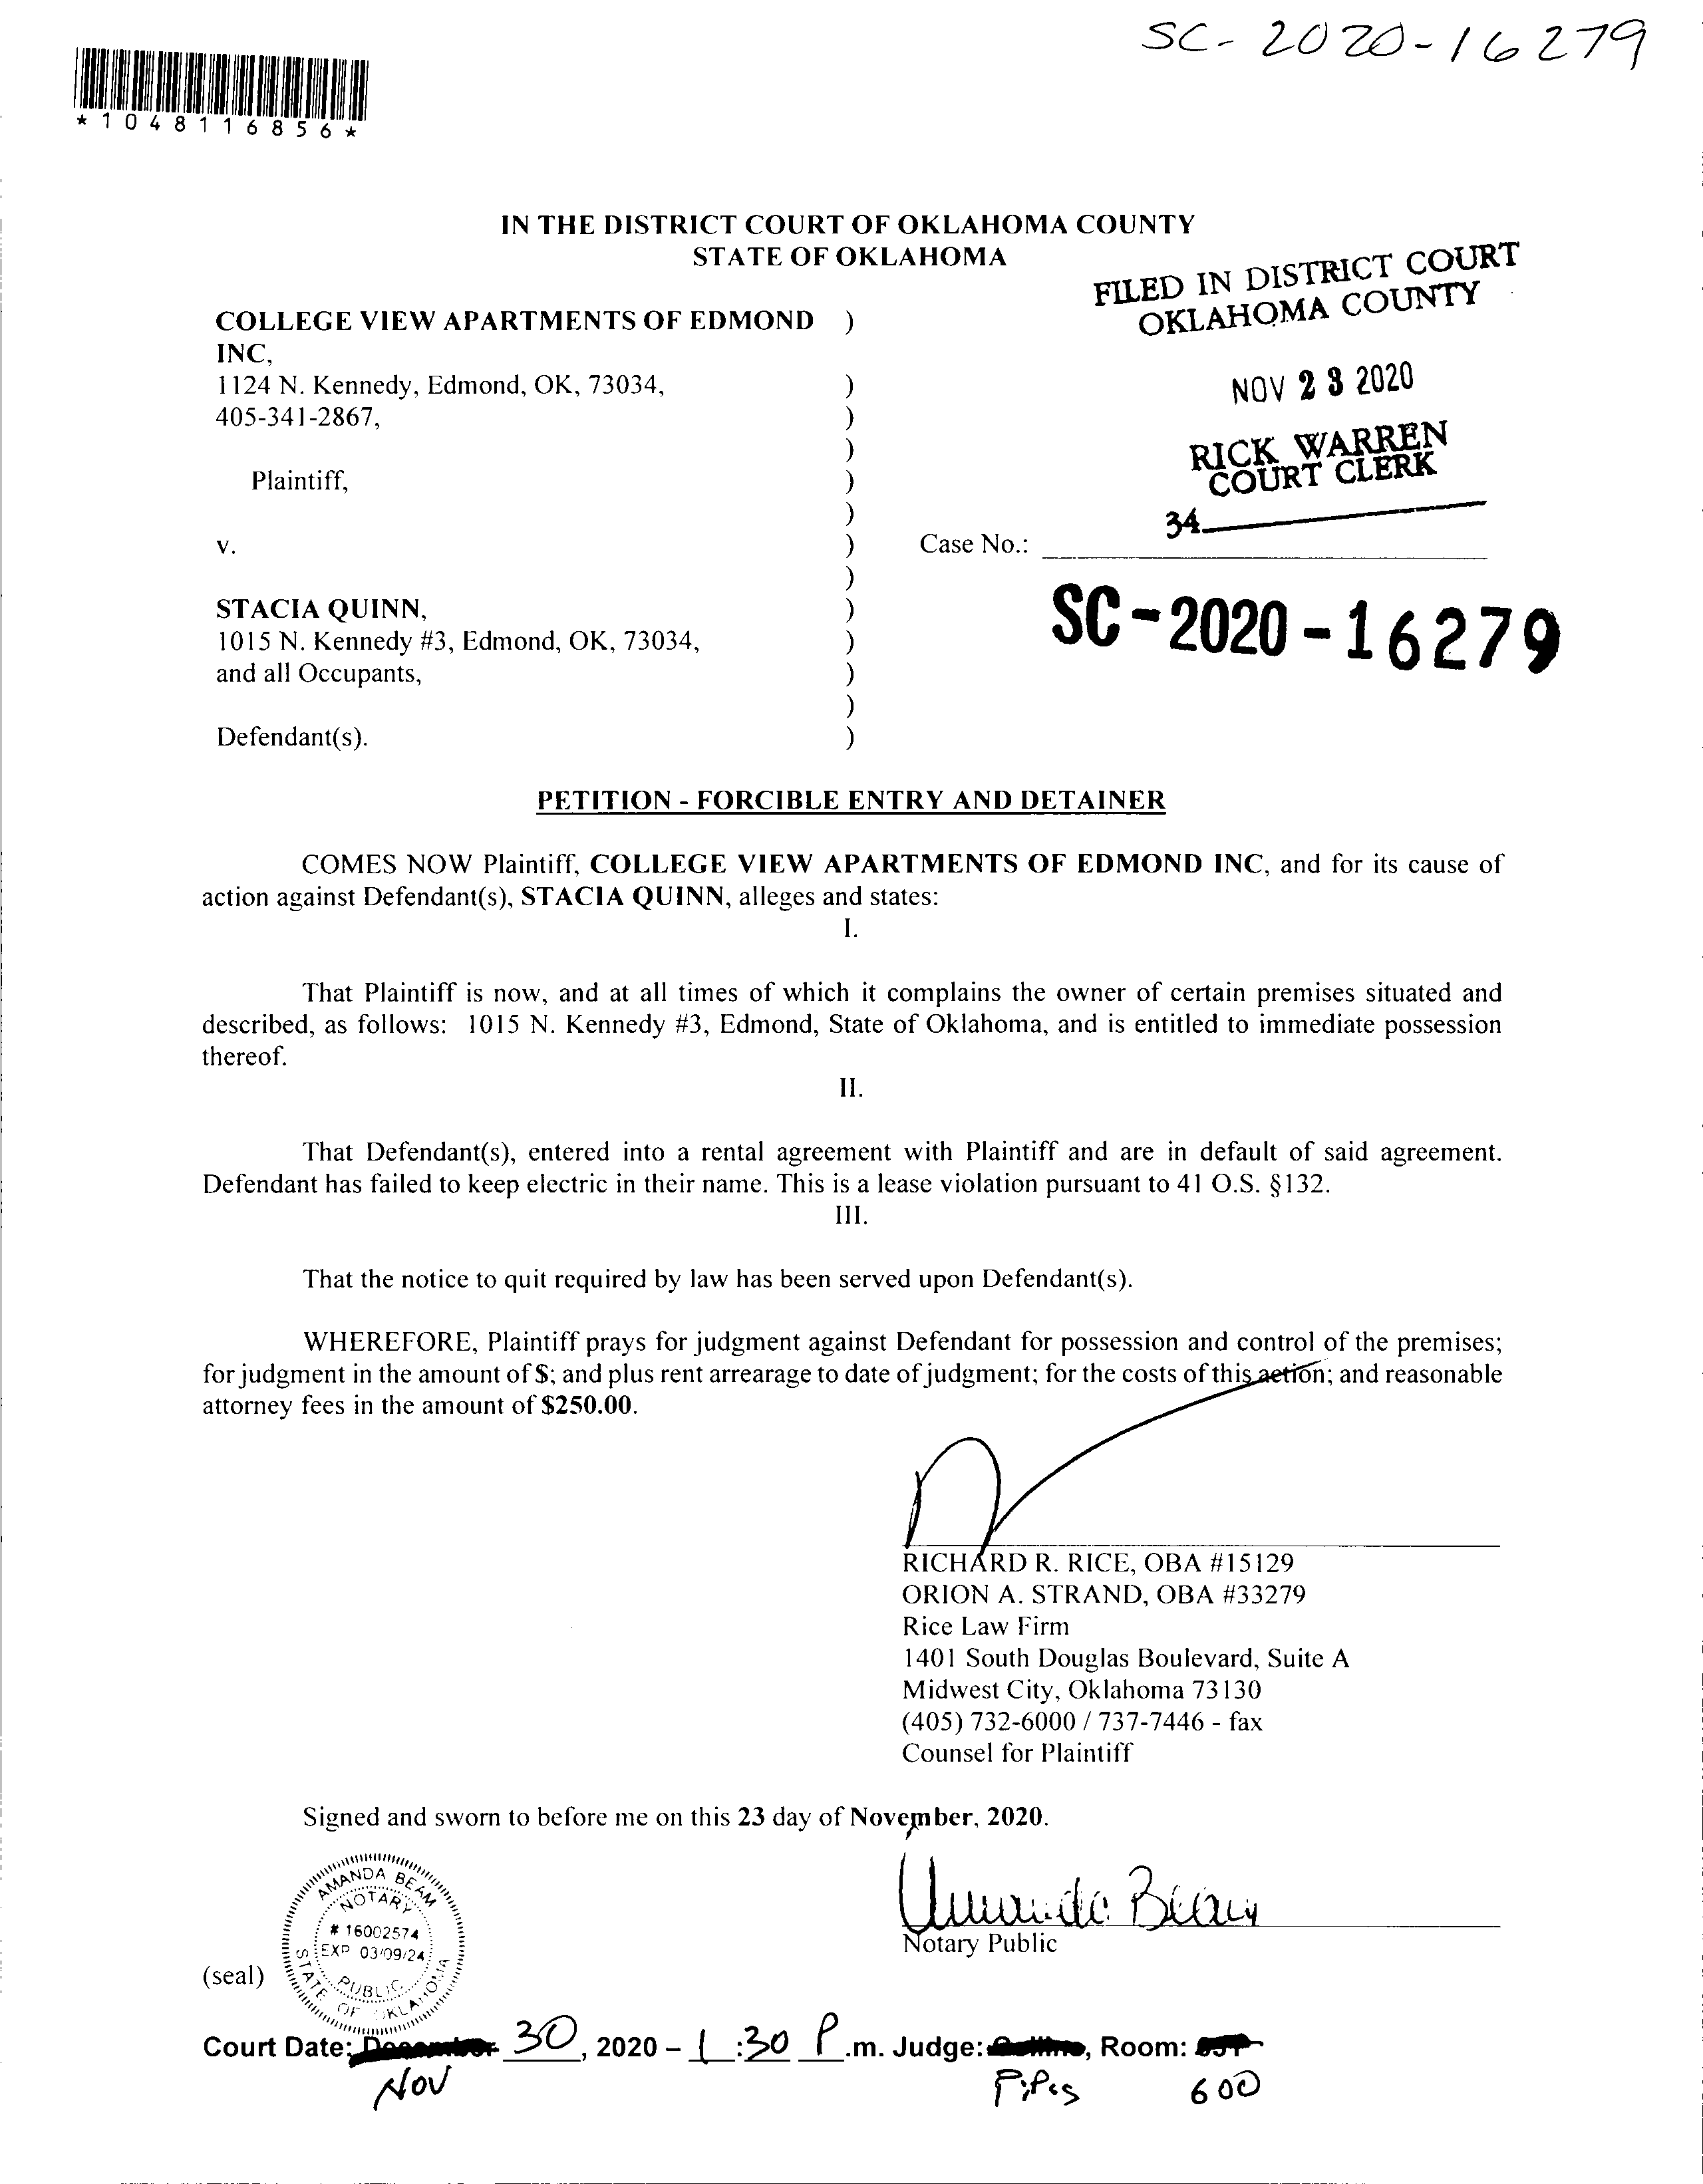 SC-2020-16279
*1048116856*
IN THE DISTRICT COURT OF OKLAHOMA COUNTY
STATE OF OKLAHOMA
FILED IN DISTRICT COURT
OKLAHOMA COUNTY
COLLEGE VIEW APARTMENTS OF EDMOND )
INC,
1124 N. Kennedy, Edmond, OK, 73034, )
NOV 23 2020
405-341-2867, )
)
RICK WARREN
COURT CLERK
Plaintiff, )
)
34
v. ) Case No.:
)
STACIA QUINN, )
SC-2020-16279
1015 N. Kennedy #3, Edmond, OK, 73034, )
and all Occupants, )
)
Defendant(s). )
PETITION - FORCIBLE ENTRY AND DETAINER
COMES NOW Plaintiff, COLLEGE VIEW APARTMENTS OF EDMOND INC, and for its cause of
action against Defendant(s), STACIA QUINN, alleges and states:
I.
That Plaintiff is now, and at all times of which it complains the owner of certain premises situated and
described, as follows: 1015 N. Kennedy #3, Edmond, State of Oklahoma, and is entitled to immediate possession
thereof.
II.
That Defendant(s), entered into a rental agreement with Plaintiff and are in default of said agreement.
Defendant has failed to keep electric in their name. This is a lease violation pursuant to 41 O.S. §132.
III.
That the notice to quit required by law has been served upon Defendant(s).
WHEREFORE, Plaintiff prays for judgment against Defendant for possession and control of the premises;
for judgment in the amount of $; and plus rent arrearage to date of judgment; for the costs of this action; and reasonable
attorney fees in the amount of $250.00.
RICHARD R. RICE, OBA #15129
ORION A. STRAND, OBA #33279
Rice Law Firm
1401 South Douglas Boulevard, Suite A
Midwest City, Oklahoma 73130
(405) 732-6000 / 737-7446 - fax
Counsel for Plaintiff
Signed and sworn to before me on this 23 day of November, 2020.
AMANDA BEAM
NOTARY
# 16002574
EXP 03/09/24
PUBLIC
STATE OF OKLAHOMA
Amanda Beam
Notary Public
(seal)
Court Date: 30, 2020 – 1:30 P.m. Judge: , Room:
Nov Pipes 600